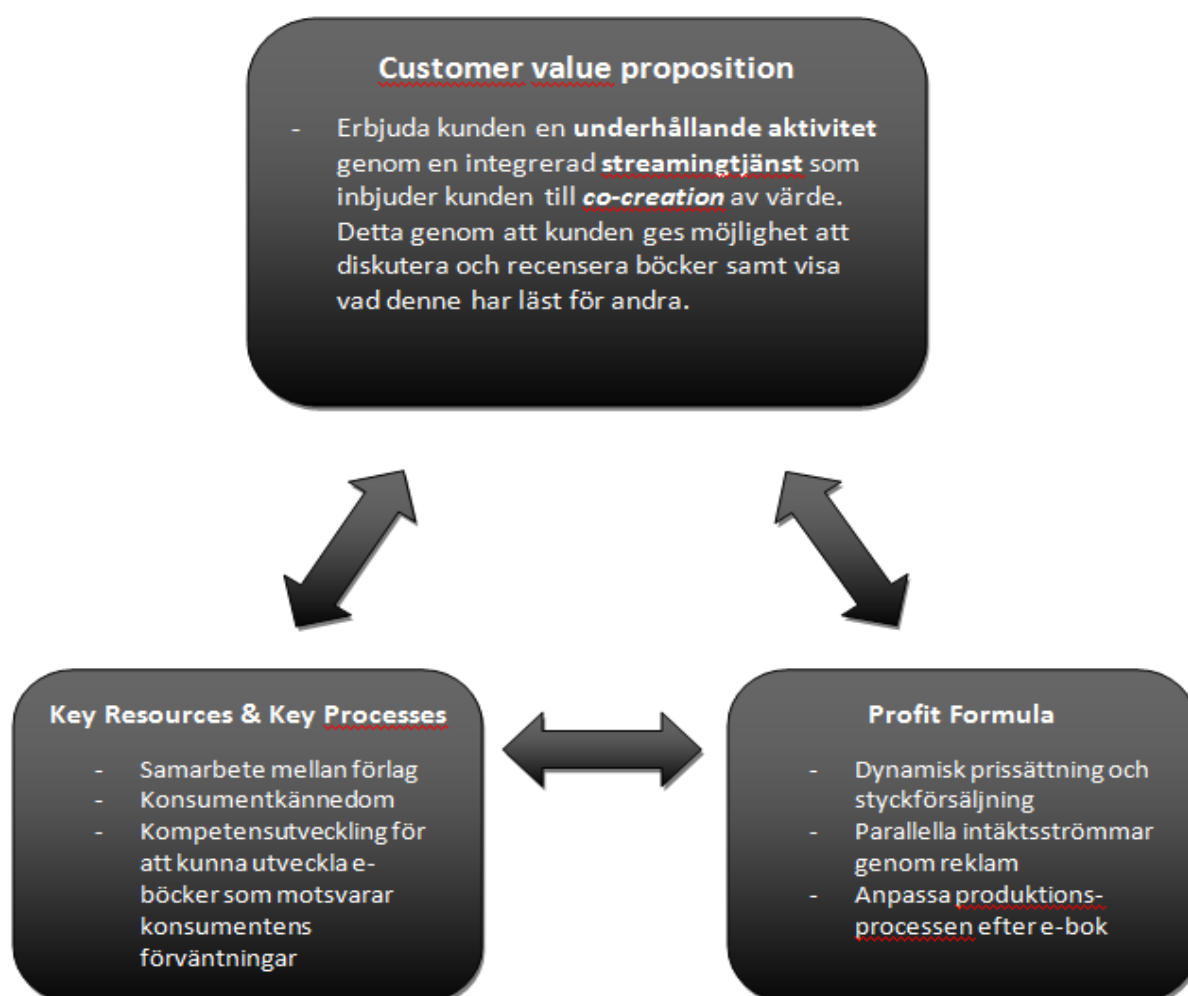 Customer value proposition
- Erbjuda kunden en underhållande aktivitet
genom en integrerad streamingtjänst som
inbjuder kunden till co-creation av värde.
Detta genom att kunden ges möjlighet att
diskutera och recensera böcker samt visa
vad denne har läst för andra.
Key Resources & Key Processes
- Samarbete mellan förlag
- Konsumentkännedom
- Kompetensutveckling för
att kunna utveckla e-
böcker som motsvarar
konsumentens
förväntningar
Profit Formula
- Dynamisk prissättning och
styckförsäljning
- Parallella intäktsströmmar
genom reklam
- Anpassa produktions-
processen efter e-bok